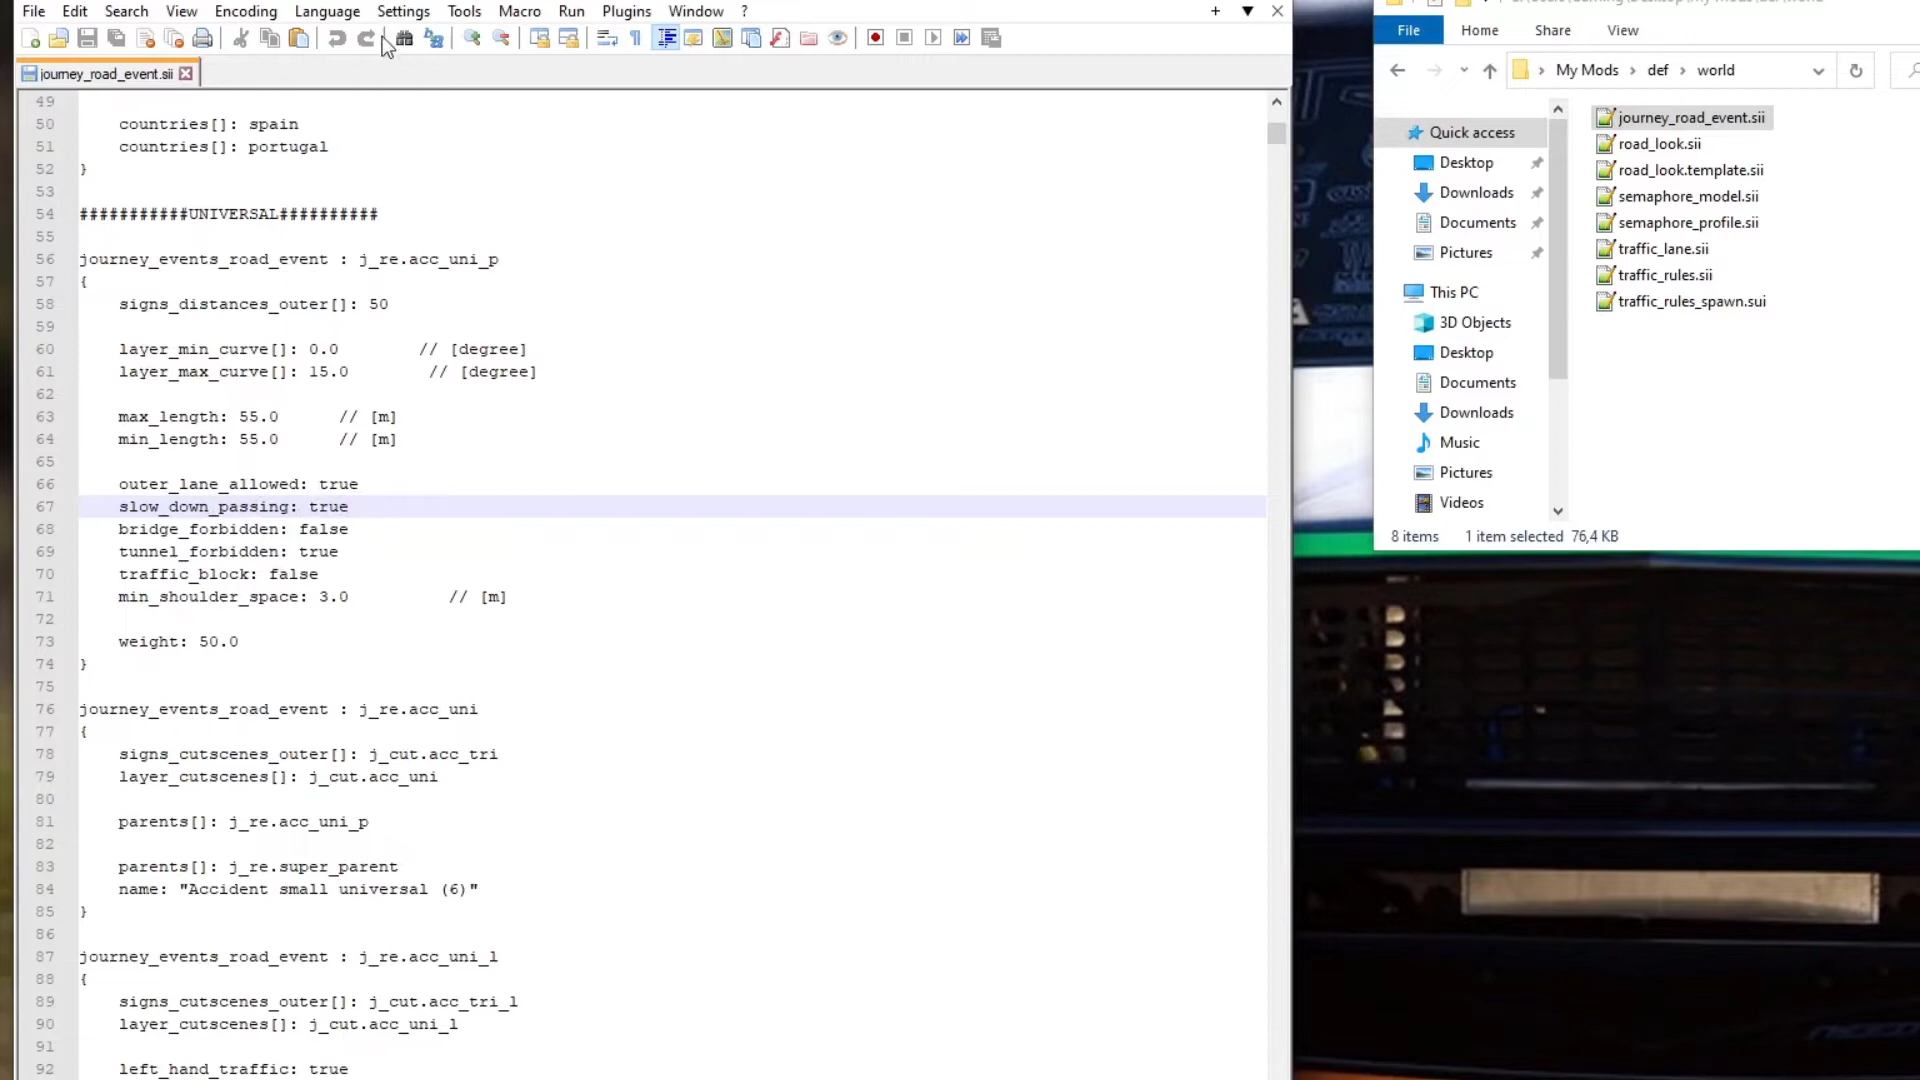 File Edit Search View Encoding Language Settings Tools Macro Run Plugins Window ?
journey_road_event.sii
49
50 countries[]: spain
51 countries[]: portugal
52 }
53
54 ###########UNIVERSAL##########
55
56 journey_events_road_event : j_re.acc_uni_p
57 {
58 signs_distances_outer[]: 50
59
60 layer_min_curve[]: 0.0 // [degree]
61 layer_max_curve[]: 15.0 // [degree]
62
63 max_length: 55.0 // [m]
64 min_length: 55.0 // [m]
65
66 outer_lane_allowed: true
67 slow_down_passing: true
68 bridge_forbidden: false
69 tunnel_forbidden: true
70 traffic_block: false
71 min_shoulder_space: 3.0 // [m]
72
73 weight: 50.0
74 }
75
76 journey_events_road_event : j_re.acc_uni
77 {
78 signs_cutscenes_outer[]: j_cut.acc_tri
79 layer_cutscenes[]: j_cut.acc_uni
80
81 parents[]: j_re.acc_uni_p
82
83 parents[]: j_re.super_parent
84 name: "Accident small universal (6)"
85 }
86
87 journey_events_road_event : j_re.acc_uni_l
88 {
89 signs_cutscenes_outer[]: j_cut.acc_tri_l
90 layer_cutscenes[]: j_cut.acc_uni_l
91
92 left_hand_traffic: true
File Home Share View
My Mods › def › world
Quick access
Desktop
Downloads
Documents
Pictures
This PC
3D Objects
Desktop
Documents
Downloads
Music
Pictures
Videos
journey_road_event.sii
road_look.sii
road_look.template.sii
semaphore_model.sii
semaphore_profile.sii
traffic_lane.sii
traffic_rules.sii
traffic_rules_spawn.sui
8 items 1 item selected 76,4 KB